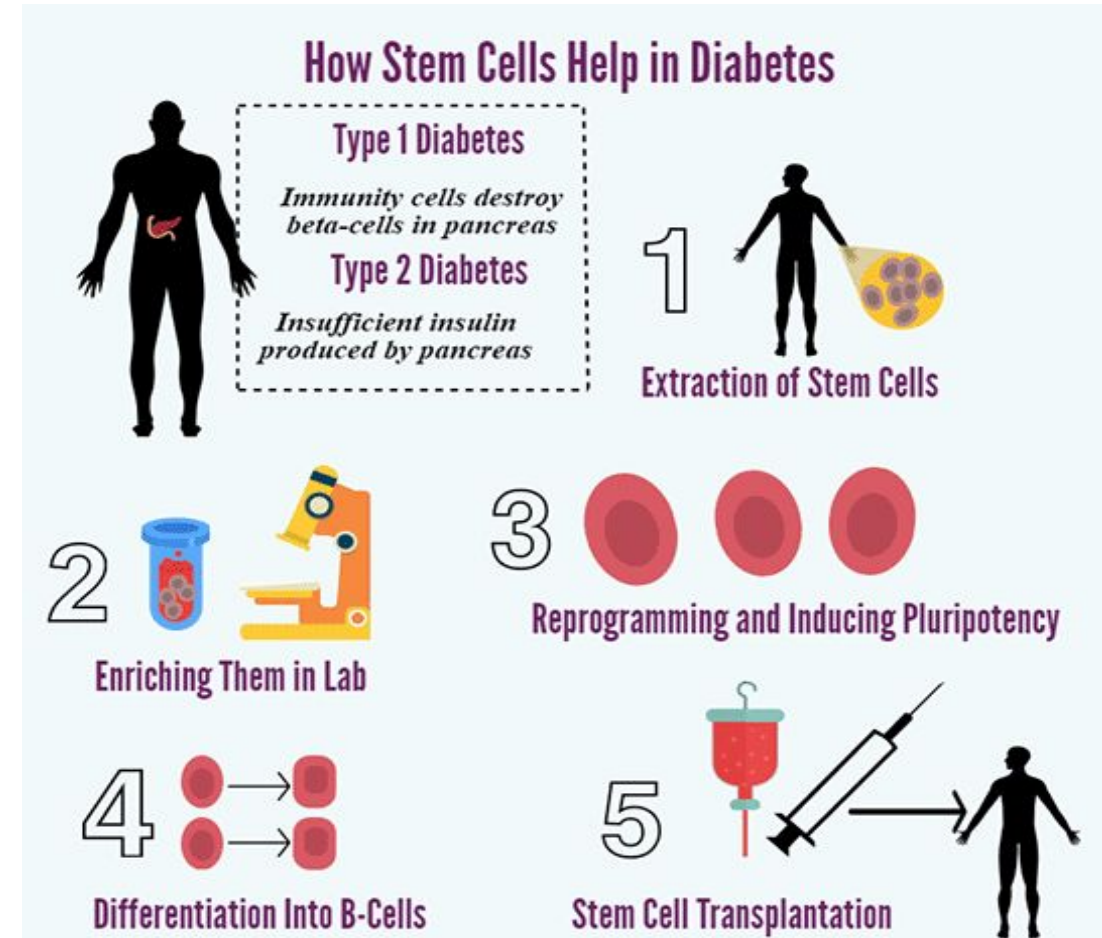 How Stem Cells Help in Diabetes
Type 1 Diabetes
Immunity cells destroy
beta-cells in pancreas
Type 2 Diabetes
Insufficient insulin
produced by pancreas
1
Extraction of Stem Cells
2
Enriching Them in Lab
3
Reprogramming and Inducing Pluripotency
4
Differentiation Into B-Cells
5
Stem Cell Transplantation